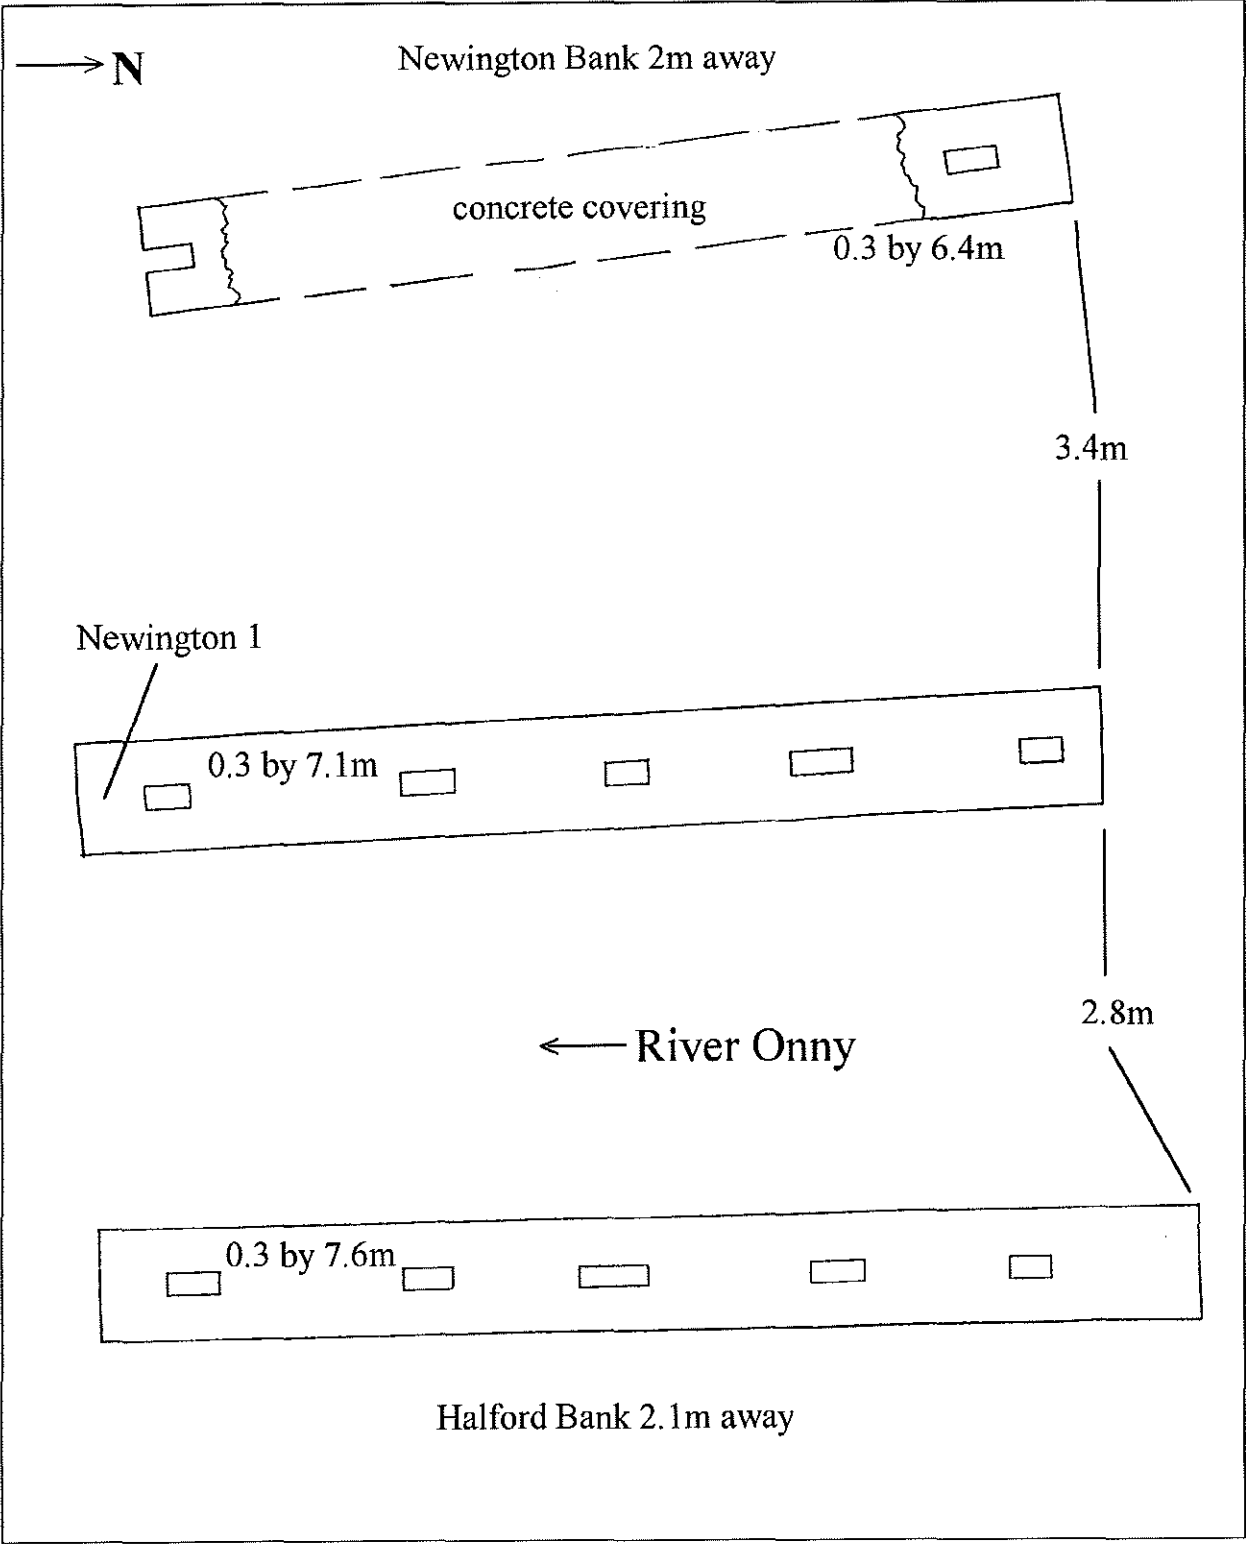 N
Newington Bank 2m away
concrete covering
0.3 by 6.4m
3.4m
Newington 1
0.3 by 7.1m
2.8m
River Onny
0.3 by 7.6m
Halford Bank 2.1m away